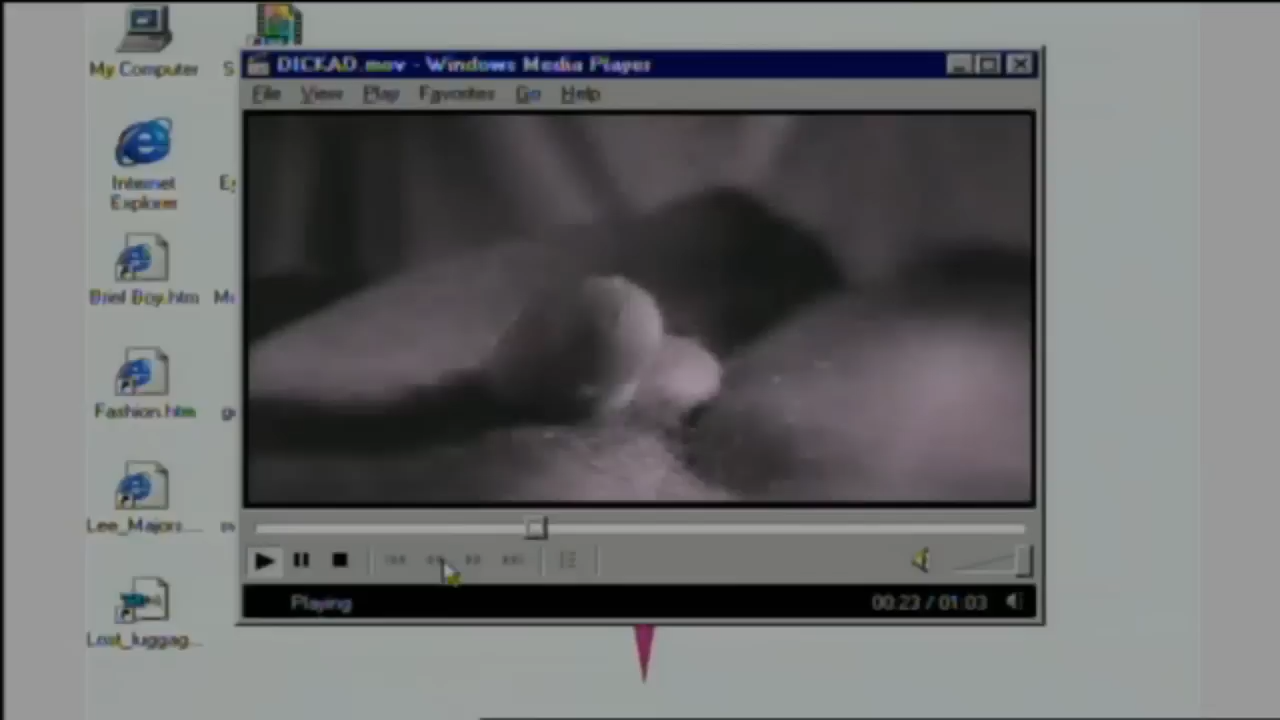 My Computer
S
DICKAD.mov - Windows Media Player
File View Play Favorites Go Help
Internet
Explorer
Brief Boy.htm
Fashion.htm
Lee_Majors....
Lost_luggag...
Playing
00:23 / 01:03